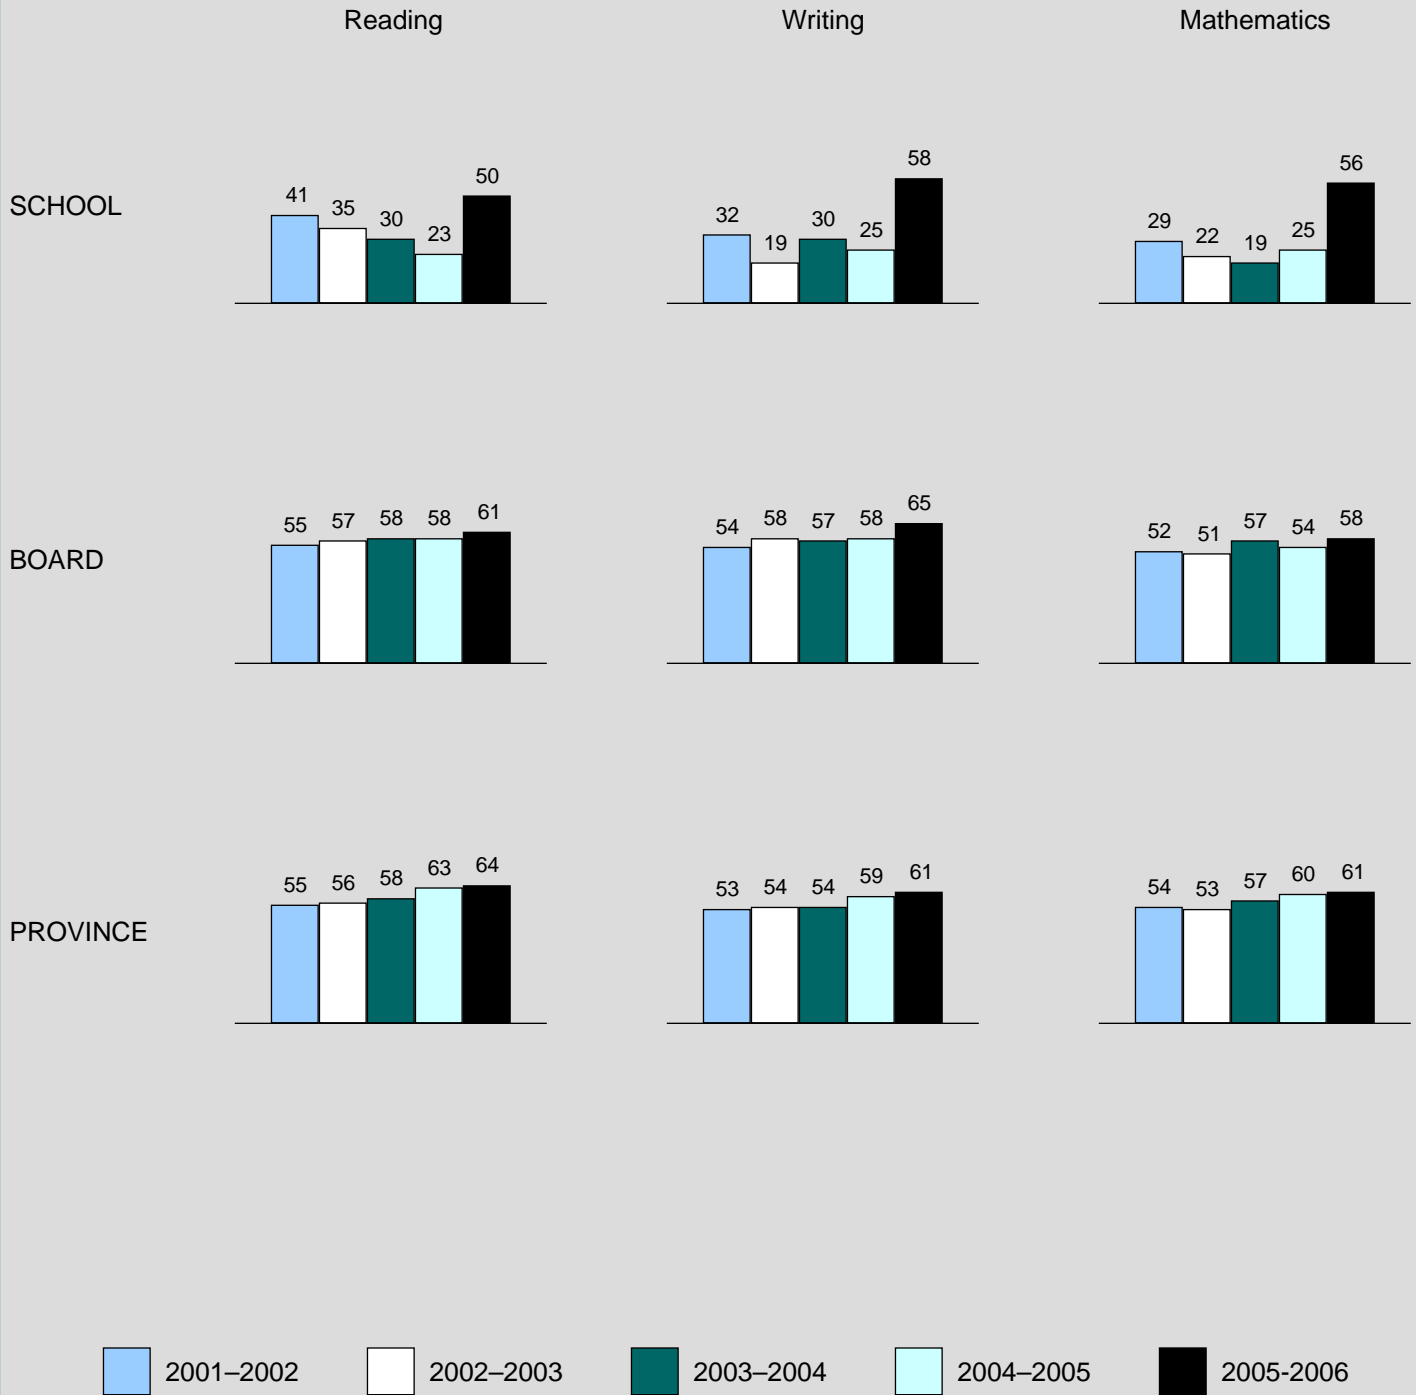 Reading Writing Mathematics
SCHOOL
41 35 30 23 50
32 19 30 25 58
29 22 19 25 56
BOARD
55 57 58 58 61
54 58 57 58 65
52 51 57 54 58
PROVINCE
55 56 58 63 64
53 54 54 59 61
54 53 57 60 61
2001–2002 2002–2003 2003–2004 2004–2005 2005-2006